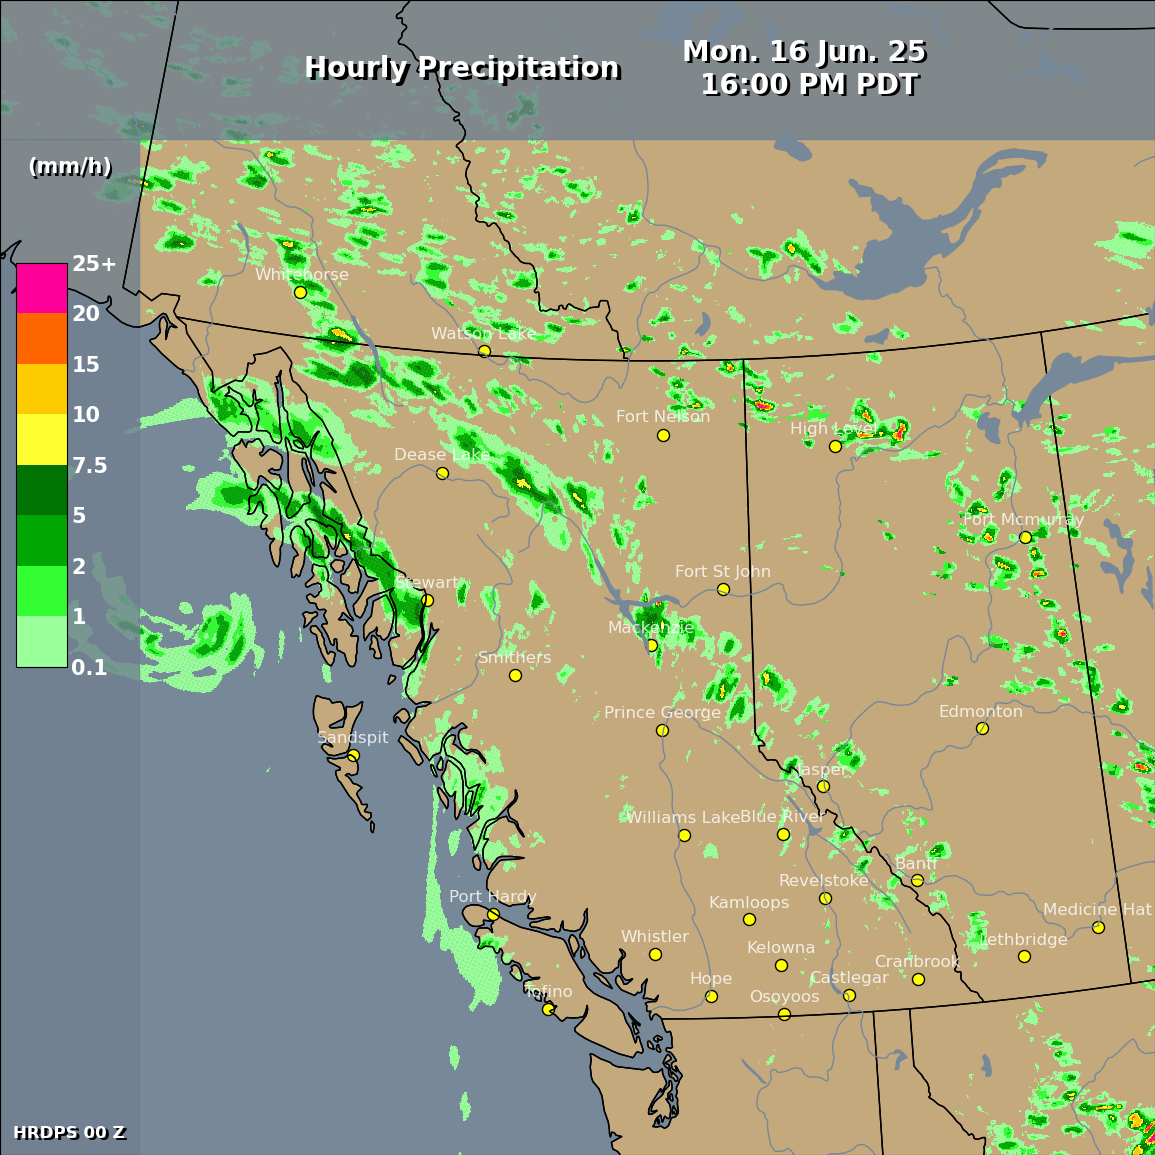 Hourly Precipitation
Mon. 16 Jun. 25
16:00 PM PDT
(mm/h)
25+
20
15
10
7.5
5
2
1
0.1
Whitehorse
Watson Lake
Fort Nelson
High Level
Dease Lake
Fort Mcmurray
Fort St John
Stewart
Mackenzie
Smithers
Prince George
Edmonton
Sandspit
Jasper
Williams Lake
Blue River
Banff
Revelstoke
Port Hardy
Kamloops
Medicine Hat
Whistler
Kelowna
Lethbridge
Cranbrook
Hope
Castlegar
Tofino
Osoyoos
HRDPS 00 Z